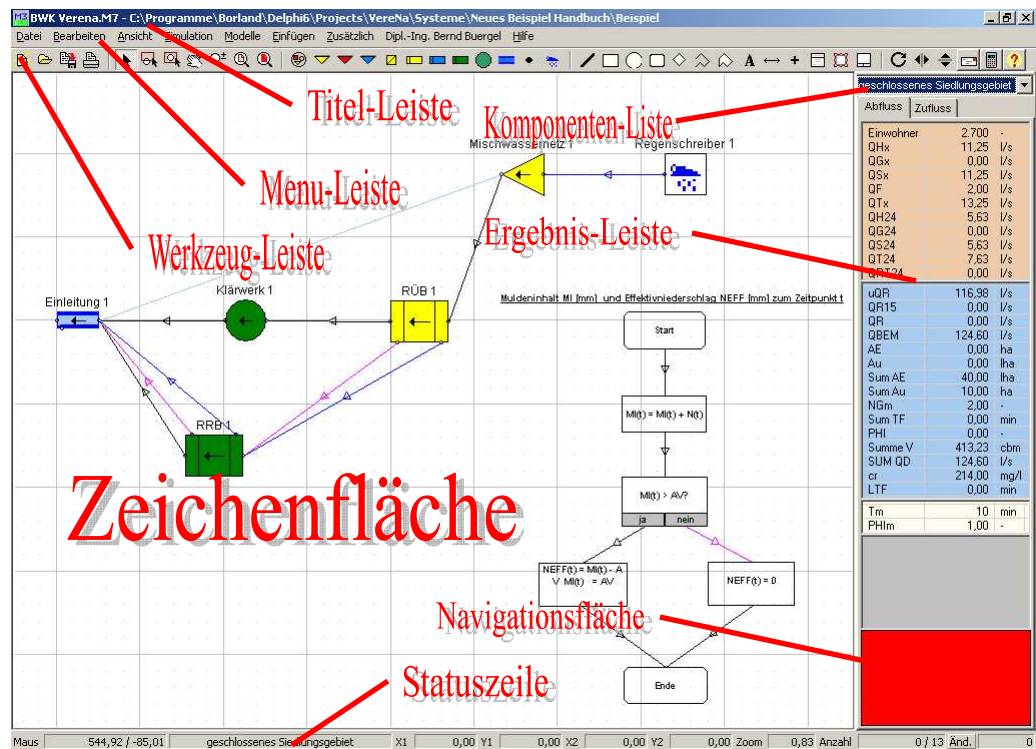 BWK Verena.M7 - C:\Programme\Borland\Delphi6\Projects\VereNa\Systeme\Neues Beispiel Handbuch\Beispiel
Datei Bearbeiten Ansicht Simulation Modelle Einfügen Zusätzlich Dipl.-Ing. Bernd Buergel Hilfe
Titel-Leiste
Menu-Leiste
Werkzeug-Leiste
Komponenten-Liste
Ergebnis-Leiste
Mischwassernetz 1
Regenschreiber 1
Einleitung 1
Klärwerk 1
RÜB 1
RRB 1
Zeichenfläche
Muldeninhalt MI [mm] und Effektivniederschlag NEFF [mm] zum Zeitpunkt t
Start
MI(t) = MI(t) + N(t)
MI(t) > AV?
ja nein
NEFF(t) = MI(t) - A
V MI(t) = AV
NEFF(t) = 0
Ende
Navigationsfläche
Statuszeile
geschlossenes Siedlungsgebiet
Abfluss Zufluss
Einwohner 2.700 -
QHx 11,25 l/s
QGx 0,00 l/s
QSx 11,25 l/s
QF 2,00 l/s
QTx 13,25 l/s
QH24 5,63 l/s
QG24 0,00 l/s
QS24 5,63 l/s
QT24 7,63 l/s
QRT24 0,00 l/s
uQR 116,98 l/s
QR15 0,00 l/s
QR 0,00 l/s
QBEM 124,60 l/s
AE 0,00 ha
Au 0,00 ha
Sum AE 40,00 ha
Sum Au 10,00 ha
NGm 2,00 -
Sum TF 0,00 min
PHI 0,00 -
Summe V 413,23 cbm
SUM QD 124,60 l/s
cr 214,00 mg/l
LTF 0,00 min
Tm 10 min
PHIm 1,00 -
Maus 544,92 / -85,01 geschlossenes Siedlungsgebiet X1 0,00 Y1 0,00 X2 0,00 Y2 0,00 Zoom 0,83 Anzahl 0 / 13 Änd. 0